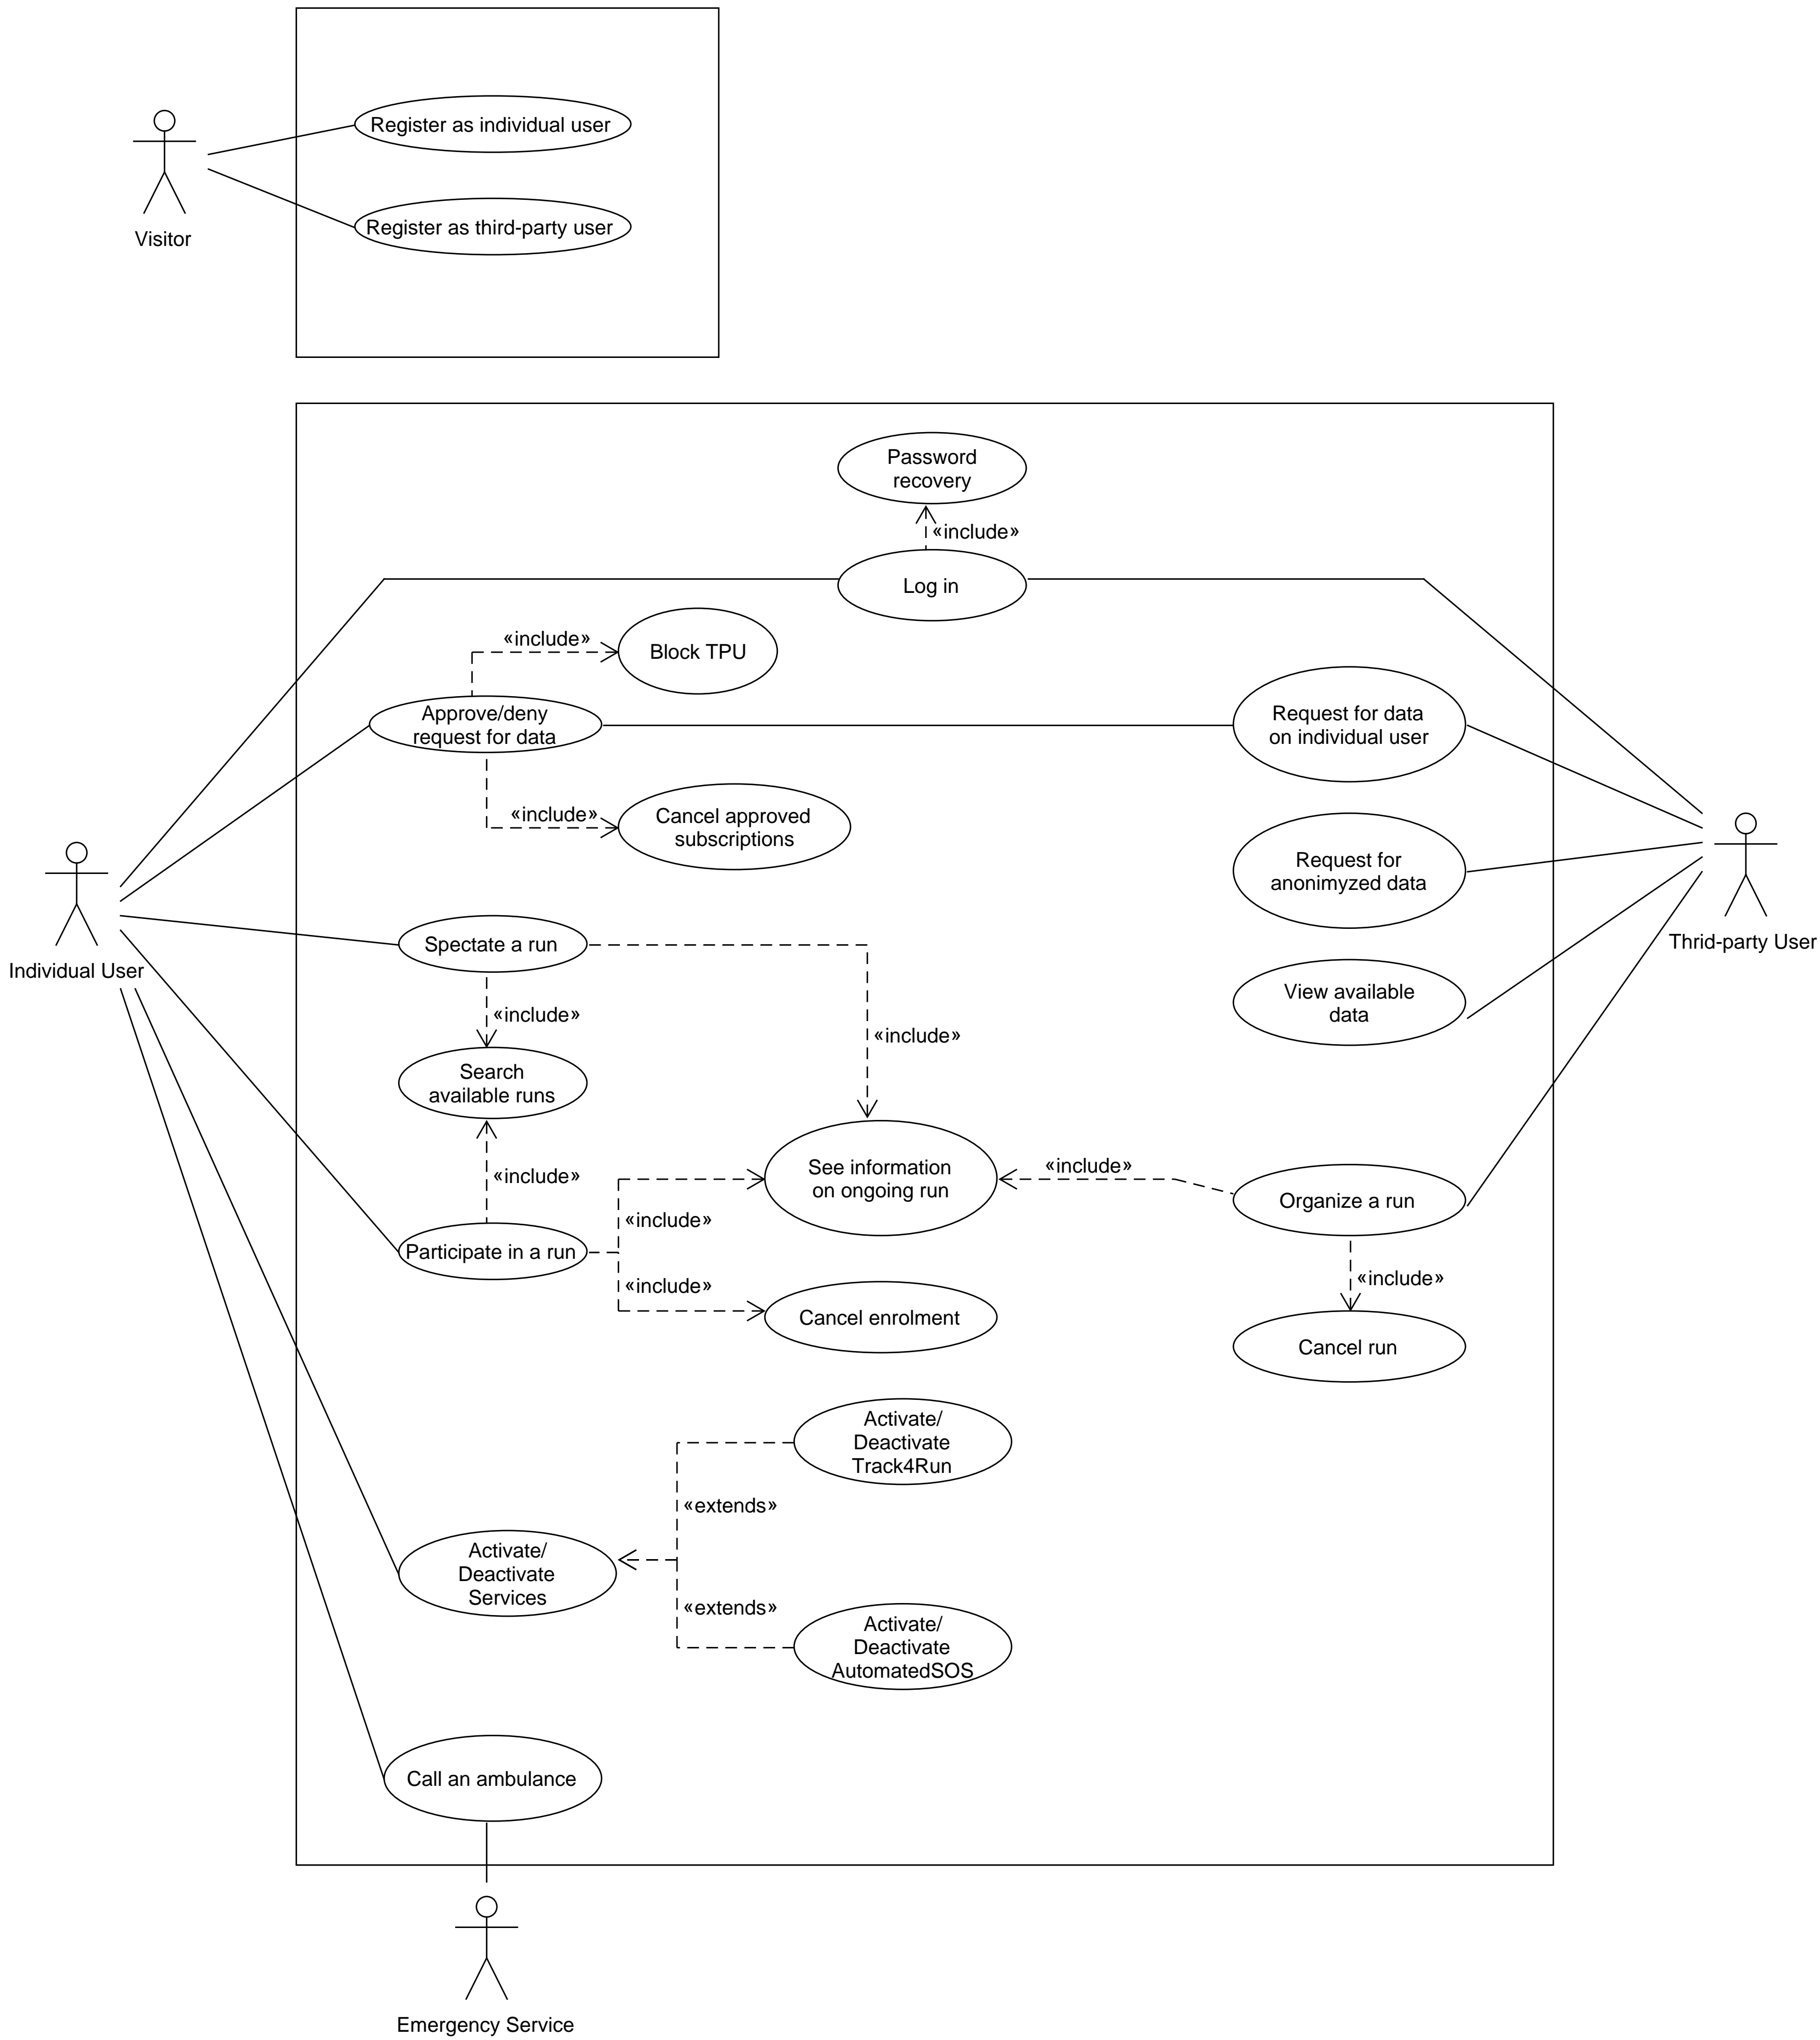 Register as individual user
Register as third-party user
Visitor
Password
recovery
«include»
Log in
«include»
Block TPU
Approve/deny
request for data
Request for data
on individual user
«include»
Cancel approved
subscriptions
Request for
anonimyzed data
Individual User
Thrid-party User
Spectate a run
«include»
«include»
View available
data
Search
available runs
«include»
See information
on ongoing run
«include»
Organize a run
Participate in a run
«include»
«include»
Cancel enrolment
«include»
Cancel run
Activate/
Deactivate
Track4Run
«extends»
Activate/
Deactivate
Services
«extends»
Activate/
Deactivate
AutomatedSOS
Call an ambulance
Emergency Service